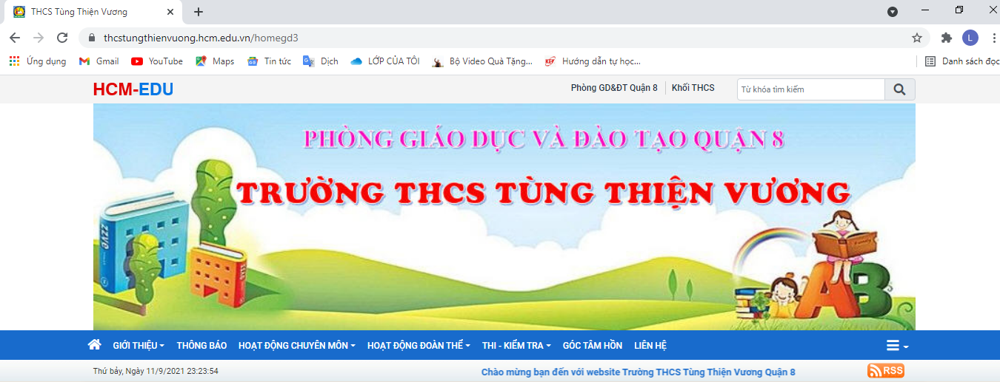 THCS Tùng Thiện Vương
thcstungthienvuong.hcm.edu.vn/homegd3
L
Ứng dụng Gmail YouTube Maps Tin tức Dịch LỚP CỦA TÔI Bộ Video Quà Tặng... Hướng dẫn tự học... Danh sách đọc
HCM-EDU Phòng GD&ĐT Quận 8 Khối THCS Từ khóa tìm kiếm
PHÒNG GIÁO DỤC VÀ ĐÀO TẠO QUẬN 8
TRƯỜNG THCS TÙNG THIỆN VƯƠNG
AB
GIỚI THIỆU THÔNG BÁO HOẠT ĐỘNG CHUYÊN MÔN HOẠT ĐỘNG ĐOÀN THỂ THI - KIỂM TRA GÓC TÂM HỒN LIÊN HỆ
Thứ bảy, Ngày 11/9/2021 23:23:54 Chào mừng bạn đến với website Trường THCS Tùng Thiện Vương Quận 8 RSS